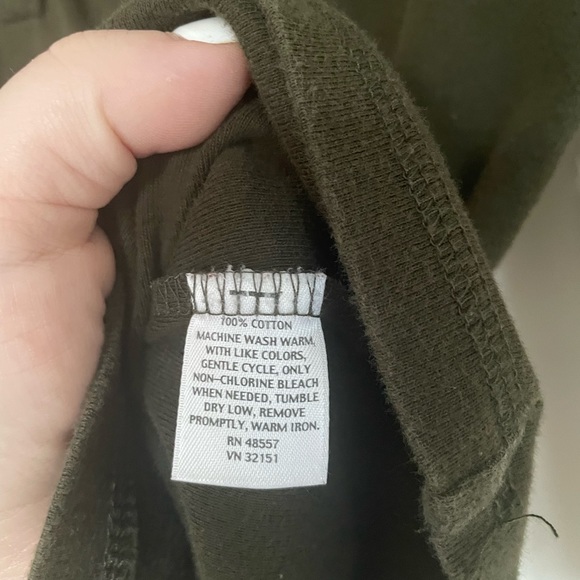 100% COTTON
MACHINE WASH WARM,
WITH LIKE COLORS,
GENTLE CYCLE, ONLY
NON-CHLORINE BLEACH
WHEN NEEDED, TUMBLE
DRY LOW, REMOVE
PROMPTLY, WARM IRON.
RN 48557
VN 32151